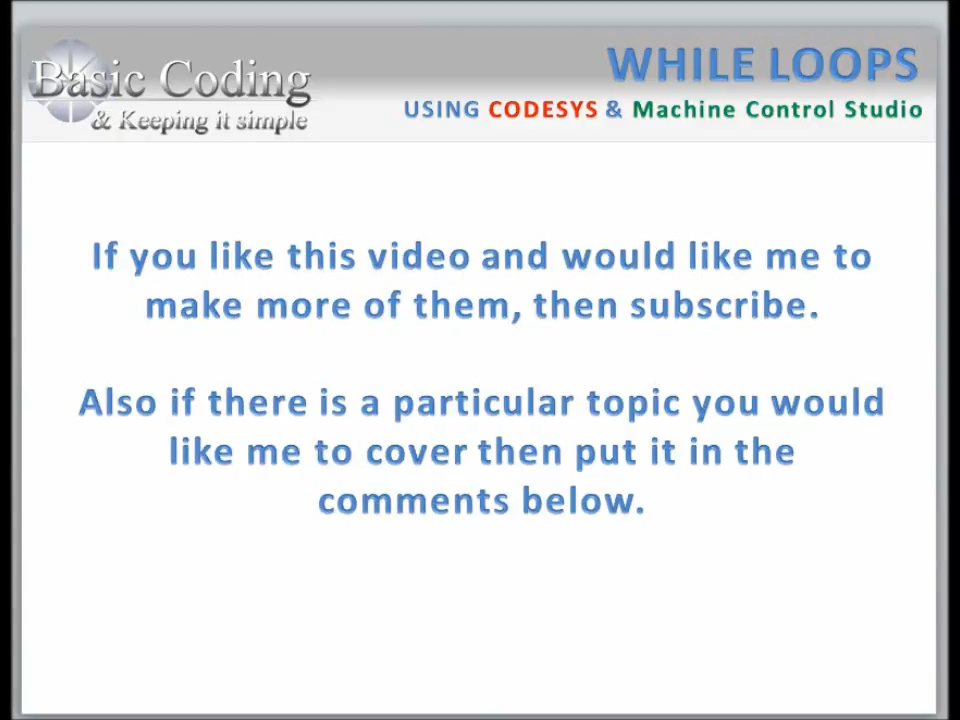 Basic Coding
& Keeping it simple
WHILE LOOPS
USING CODESYS & Machine Control Studio
If you like this video and would like me to
make more of them, then subscribe.
Also if there is a particular topic you would
like me to cover then put it in the
comments below.